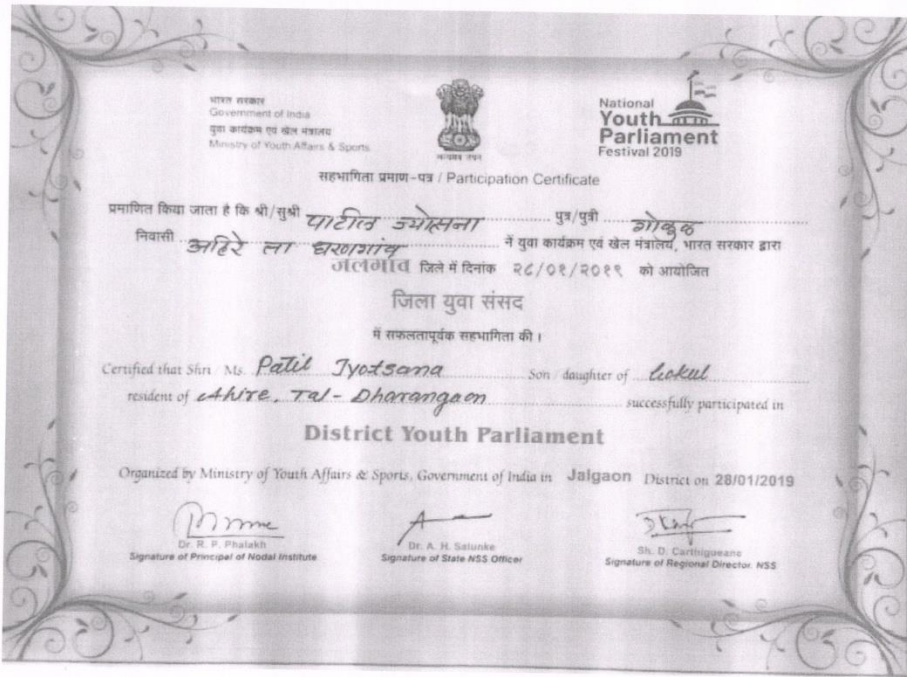 भारत सरकार
Government of India
युवा कार्यक्रम एवं खेल मंत्रालय
Ministry of Youth Affairs & Sports
सत्यमेव जयते
National
Youth
Parliament
Festival 2019
सहभागिता प्रमाण-पत्र / Participation Certificate
प्रमाणित किया जाता है कि श्री/सुश्री पाटील ज्योत्सना पुत्र/पुत्री गोकुळ
निवासी अहिरे ता धरणगांव नें युवा कार्यक्रम एवं खेल मंत्रालय, भारत सरकार द्वारा
जलगांव जिले में दिनांक २८/०१/२०१९ को आयोजित
जिला युवा संसद
में सफलतापूर्वक सहभागिता की ।
Certified that Shri / Ms. Patil Jyotsana Son / daughter of Gokul
resident of Ahire, Tal - Dharangaon successfully participated in
District Youth Parliament
Organized by Ministry of Youth Affairs & Sports, Government of India in Jalgaon District on 28/01/2019
Dr. R. P. Phalakh
Signature of Principal of Nodal Institute
Dr. A. H. Salunke
Signature of State NSS Officer
Sh. D. Carthigueane
Signature of Regional Director. NSS